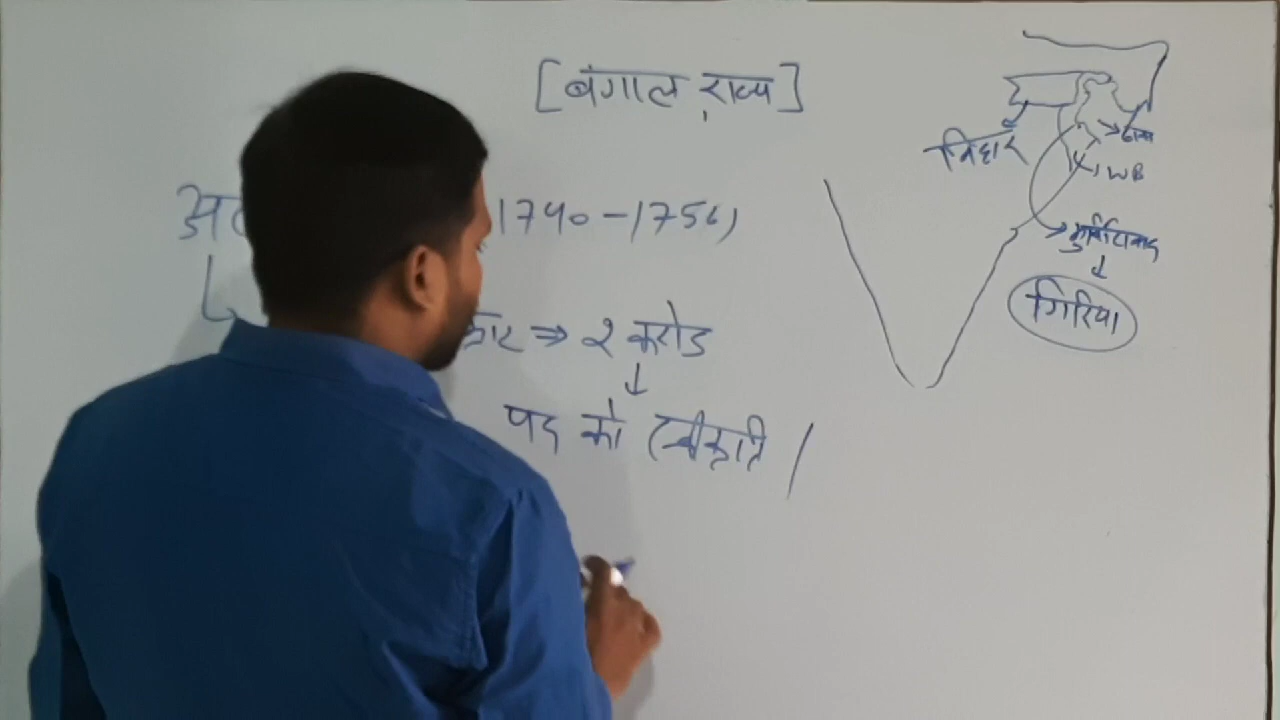 [बंगाल राज्य]
(1740-1756)
⇒ २ करोड
↓
पद को स्वीकृति /
बिहार
→ ढाका
→ WB
→ मुर्शिदाबाद
↓
गिरिया